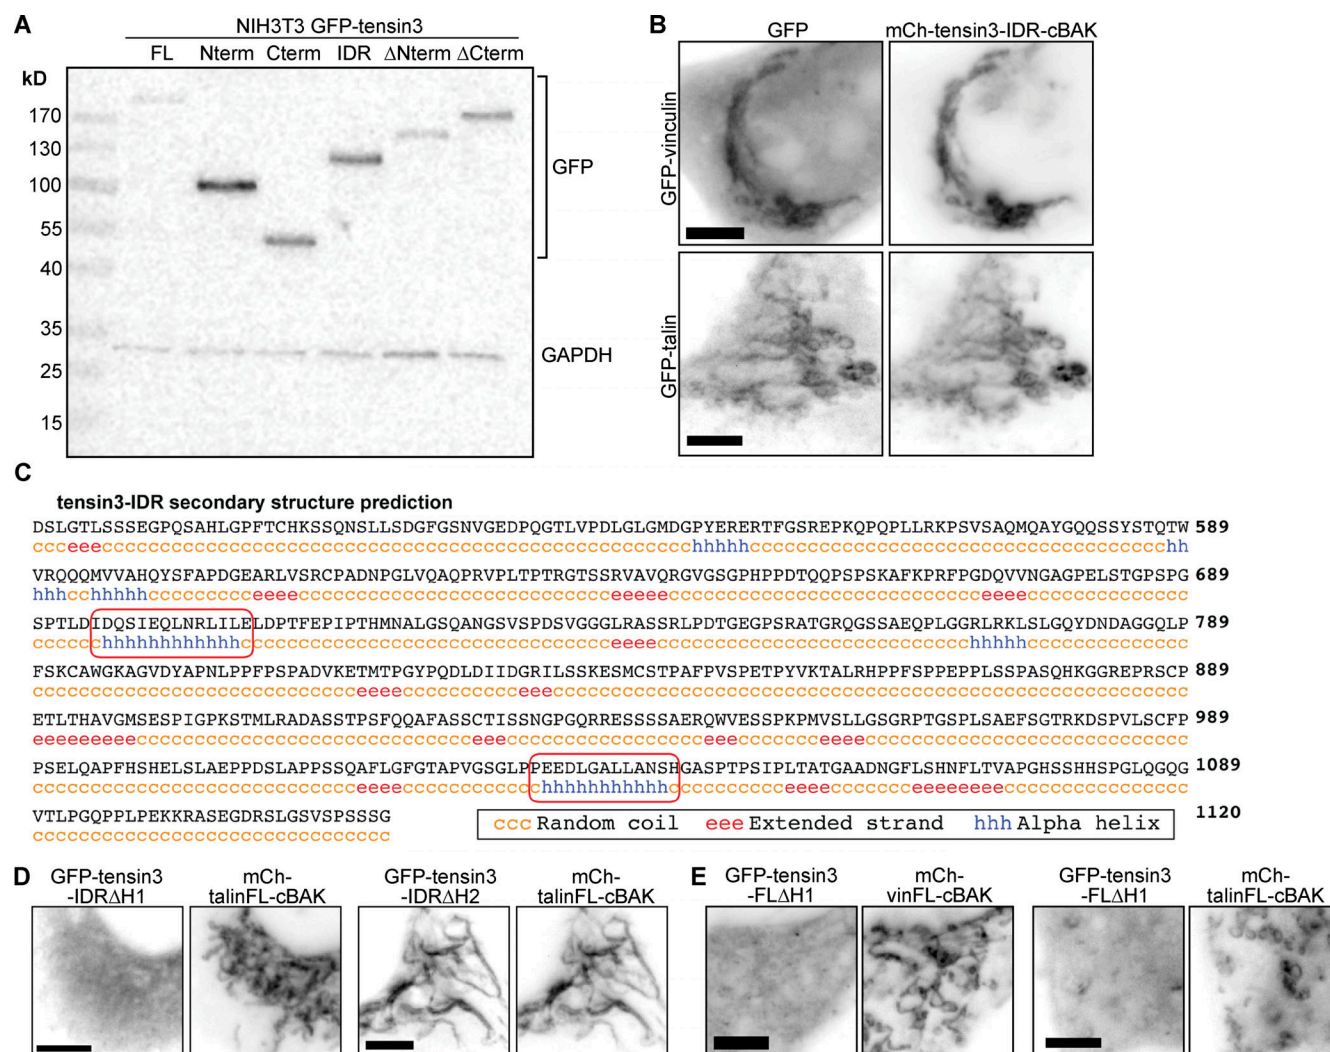 A
NIH3T3 GFP-tensin3
FL Nterm Cterm IDR ΔNterm ΔCterm
kD
170
130
100
55
40
35
25
15
GFP
GAPDH
B
GFP mCh-tensin3-IDR-cBAK
GFP-vinculin
GFP-talin
C
tensin3-IDR secondary structure prediction
DSLGTLSSSEGPQSAHLGPFTCHKSSQNSLLSDGFGSNVGEDPQGTLVPDLGLGMDGPYERERTFGSREPKQPQPLLRKPSVSAQMQAYGQQSSYSTQTW 589
VRQQQMVVAHQYSFAPDGEARLVSRCPADNPGLVQAQPRVPLTPTRGTSSRVAVQRGVGSGPHPPDTQQPSPSKAFKPRFPGDQVVNGAGPELSTGPSPG 689
SPTLDIDQSIEQLNRLILELDPTFEPIPTHMNALGSQANGSVSPDSVGGGLRASSRLPDTGEGPSRATGRQGSSAEQPLGGRLRKLSLGQYDNDAGGQLP 789
FSKCAWGKAGVDYAPNLPPFPSPADVKETMTPGYPQDLDIIDGRILSSKESMCSTPAFPVSPETPYVKTALRHPPFSPPEPPLSSPASQHKGGREPRSCP 889
ETLTHAVGMSESPIGPKSTMLRADASSTPSFQQAFASSCTISSNGPGQRRESSSSAERQWVESSPKPMVSLLGSGRPTGSPLSAEFSGTRKDSPVLSCFP 989
PSELQAPFHSHELSLAEPPDSLAPPSSQAFLGFGTAPVGSGLPPEEDLGALLANSHGASPTPSIPLTATGAADNGFLSHNFLTVAPGHSSHHSPGLQGQG 1089
VTLPGQPPLPEKKRASEGDRSLGSVSPSSSG 1120
ccc Random coil eee Extended strand hhh Alpha helix
D
GFP-tensin3
-IDRΔH1
mCh-
talinFL-cBAK
GFP-tensin3
-IDRΔH2
mCh-
talinFL-cBAK
E
GFP-tensin3
-FLΔH1
mCh-
vinFL-cBAK
GFP-tensin3
-FLΔH1
mCh-
talinFL-cBAK